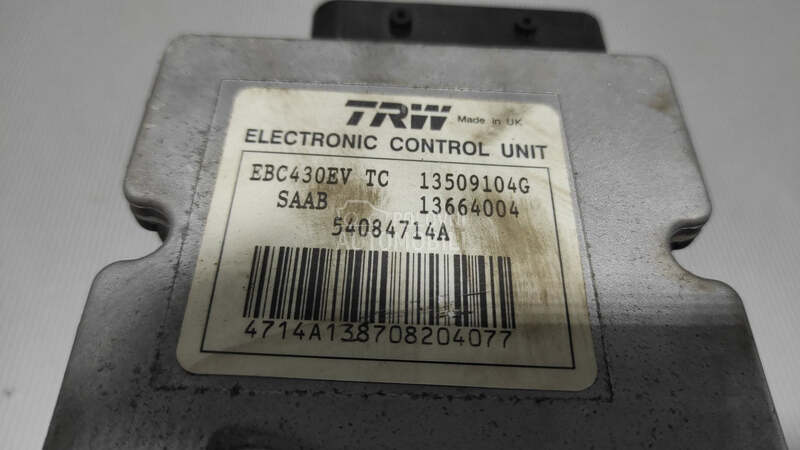 TRW Made in UK
ELECTRONIC CONTROL UNIT
EBC430EV TC 13509104G
SAAB 13664004
54084714A
4714A138708204077